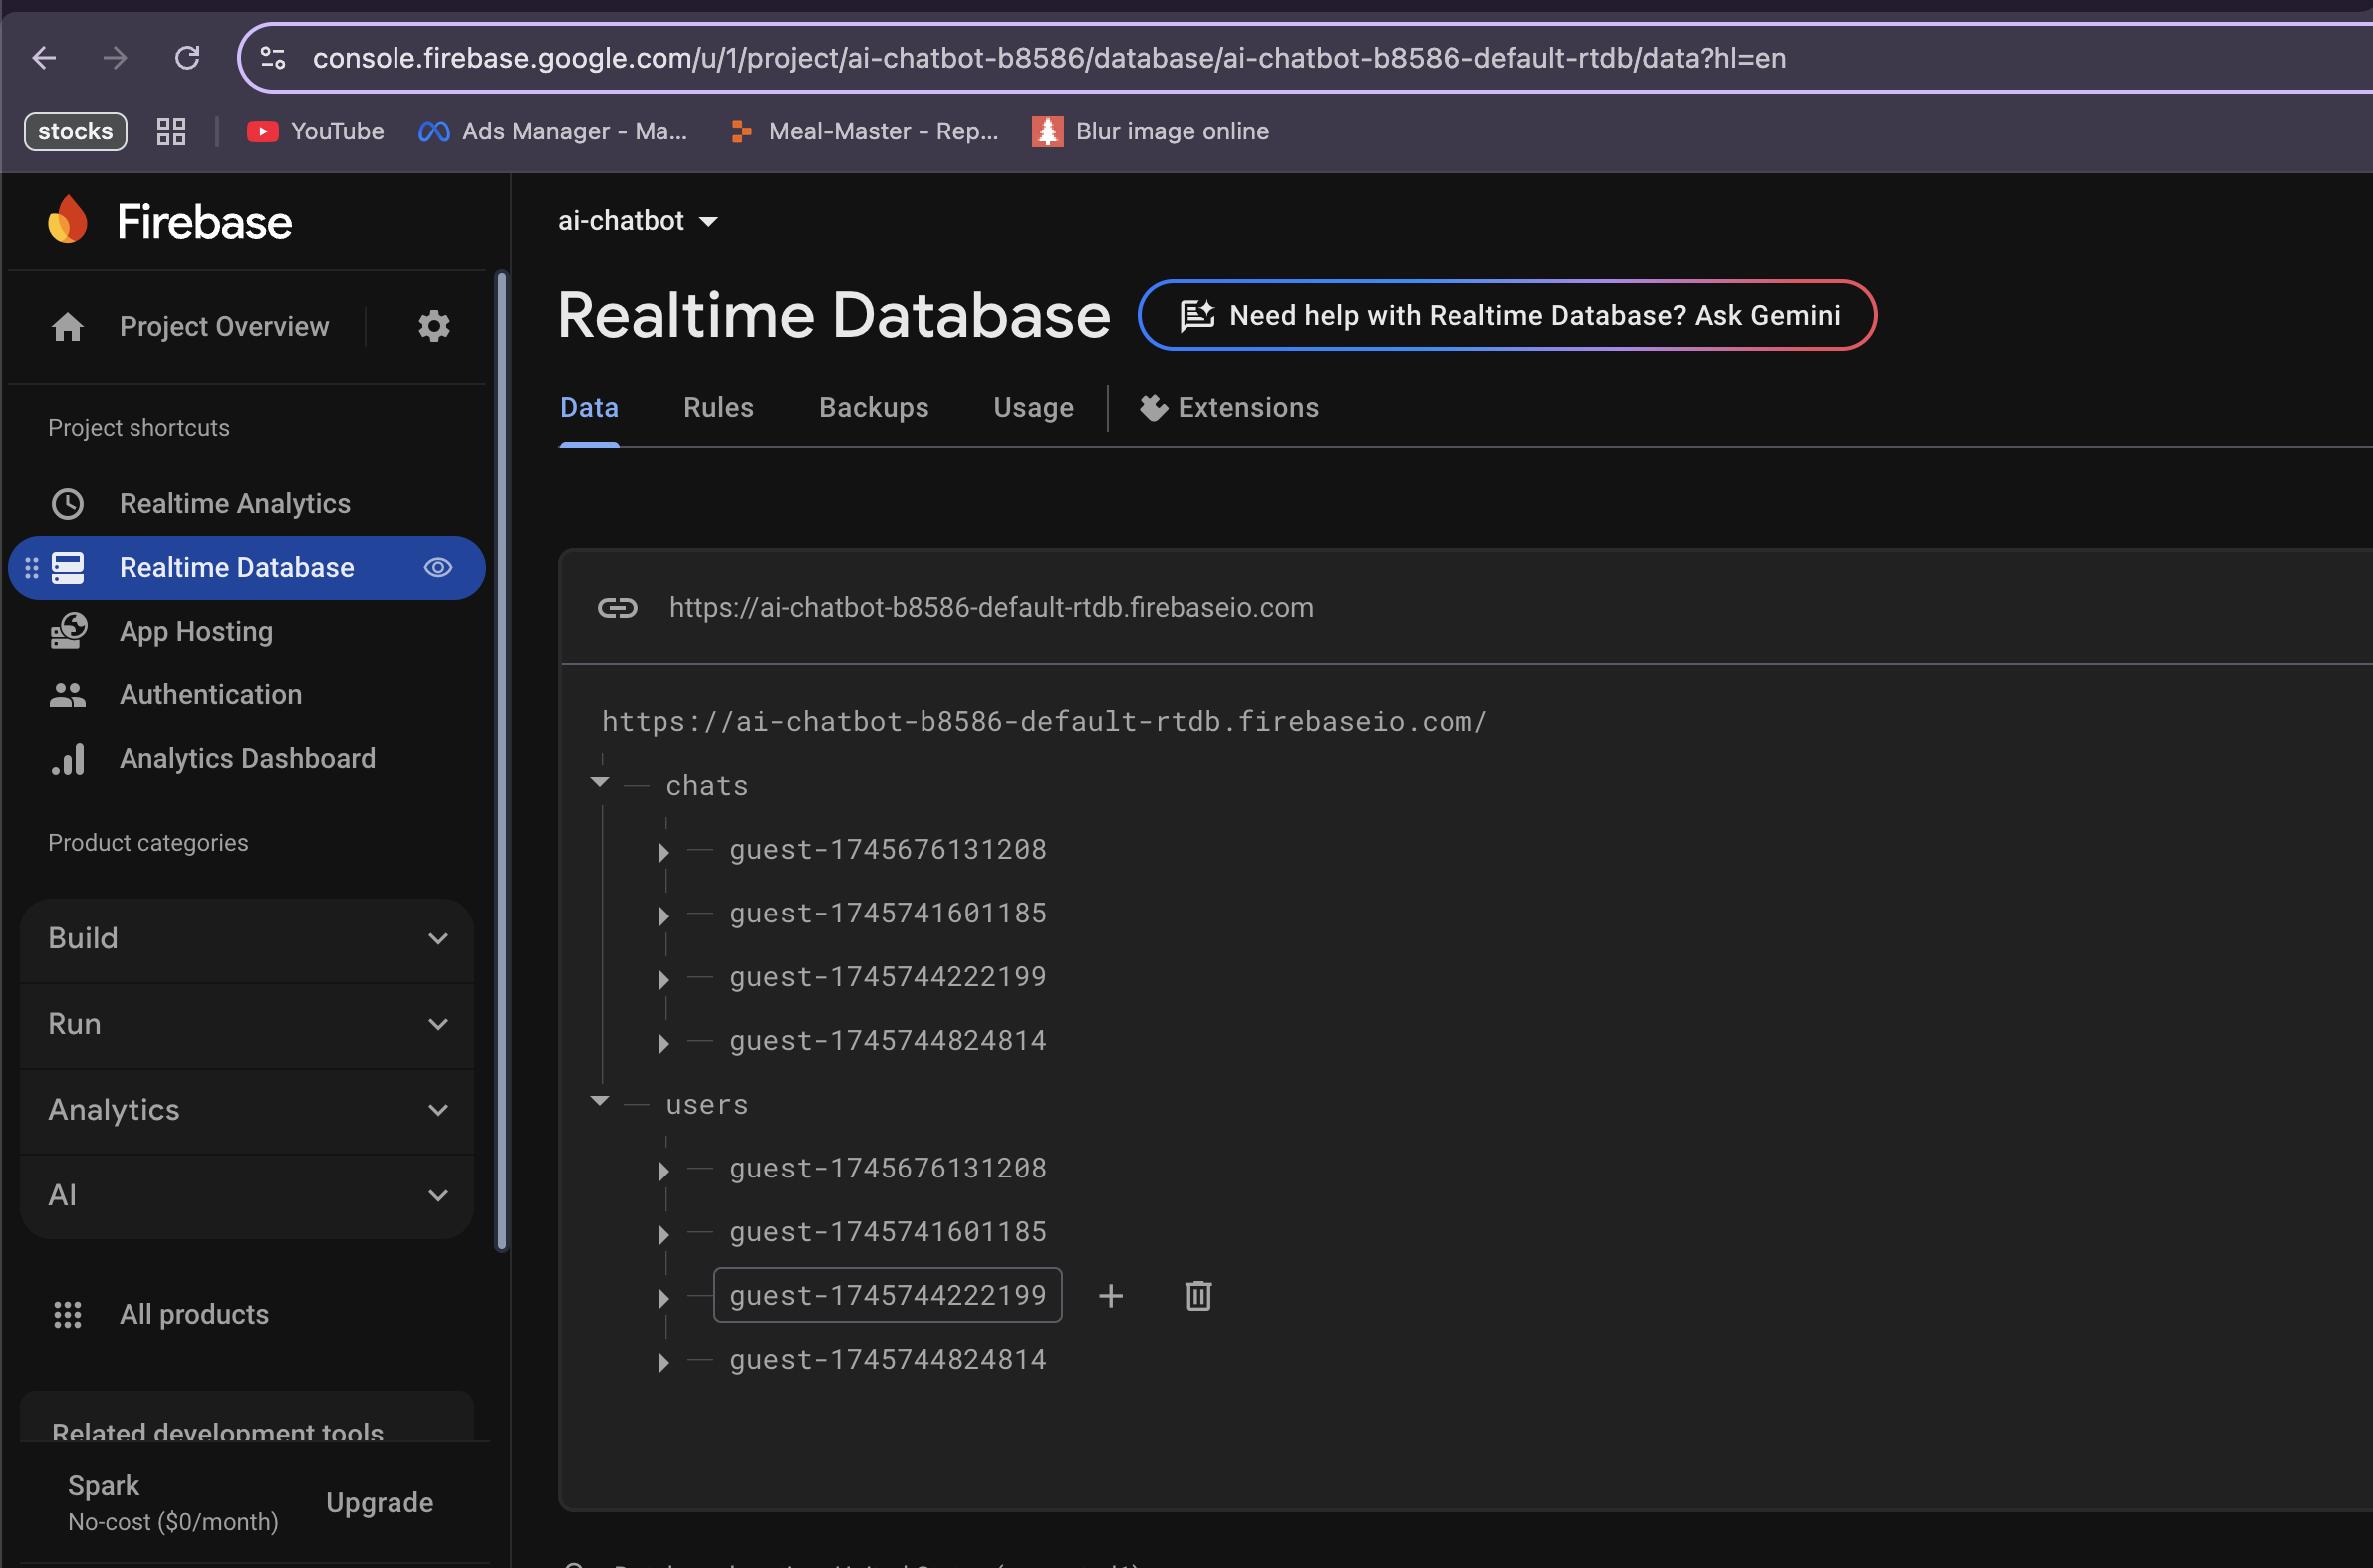 console.firebase.google.com/u/1/project/ai-chatbot-b8586/database/ai-chatbot-b8586-default-rtdb/data?hl=en
stocks
YouTube
Ads Manager - Ma...
Meal-Master - Rep...
Blur image online
Firebase
Project Overview
Project shortcuts
Realtime Analytics
Realtime Database
App Hosting
Authentication
Analytics Dashboard
Product categories
Build
Run
Analytics
AI
All products
Related development tools
Spark
No-cost ($0/month)
Upgrade
ai-chatbot
Realtime Database
Need help with Realtime Database? Ask Gemini
Data
Rules
Backups
Usage
Extensions
https://ai-chatbot-b8586-default-rtdb.firebaseio.com
https://ai-chatbot-b8586-default-rtdb.firebaseio.com/
chats
guest-1745676131208
guest-1745741601185
guest-1745744222199
guest-1745744824814
users
guest-1745676131208
guest-1745741601185
guest-1745744222199
guest-1745744824814